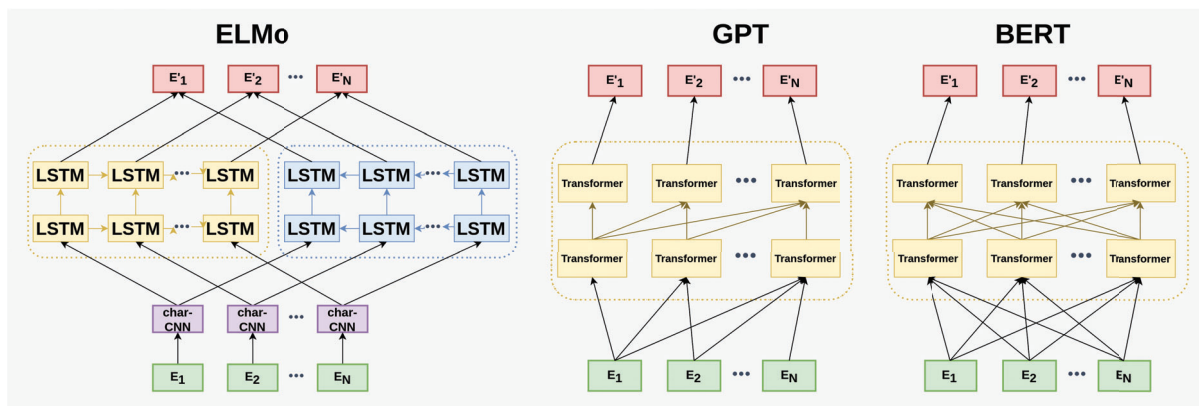 ELMo
GPT
BERT
E'1 E'2 ••• E'N
E'1 E'2 ••• E'N
E'1 E'2 ••• E'N
LSTM LSTM ••• LSTM
LSTM LSTM ••• LSTM
Transformer Transformer ••• Transformer
Transformer Transformer ••• Transformer
LSTM LSTM ••• LSTM
LSTM LSTM ••• LSTM
Transformer Transformer ••• Transformer
Transformer Transformer ••• Transformer
char-
CNN
char-
CNN
•••
char-
CNN
E1 E2 ••• EN
E1 E2 ••• EN
E1 E2 ••• EN